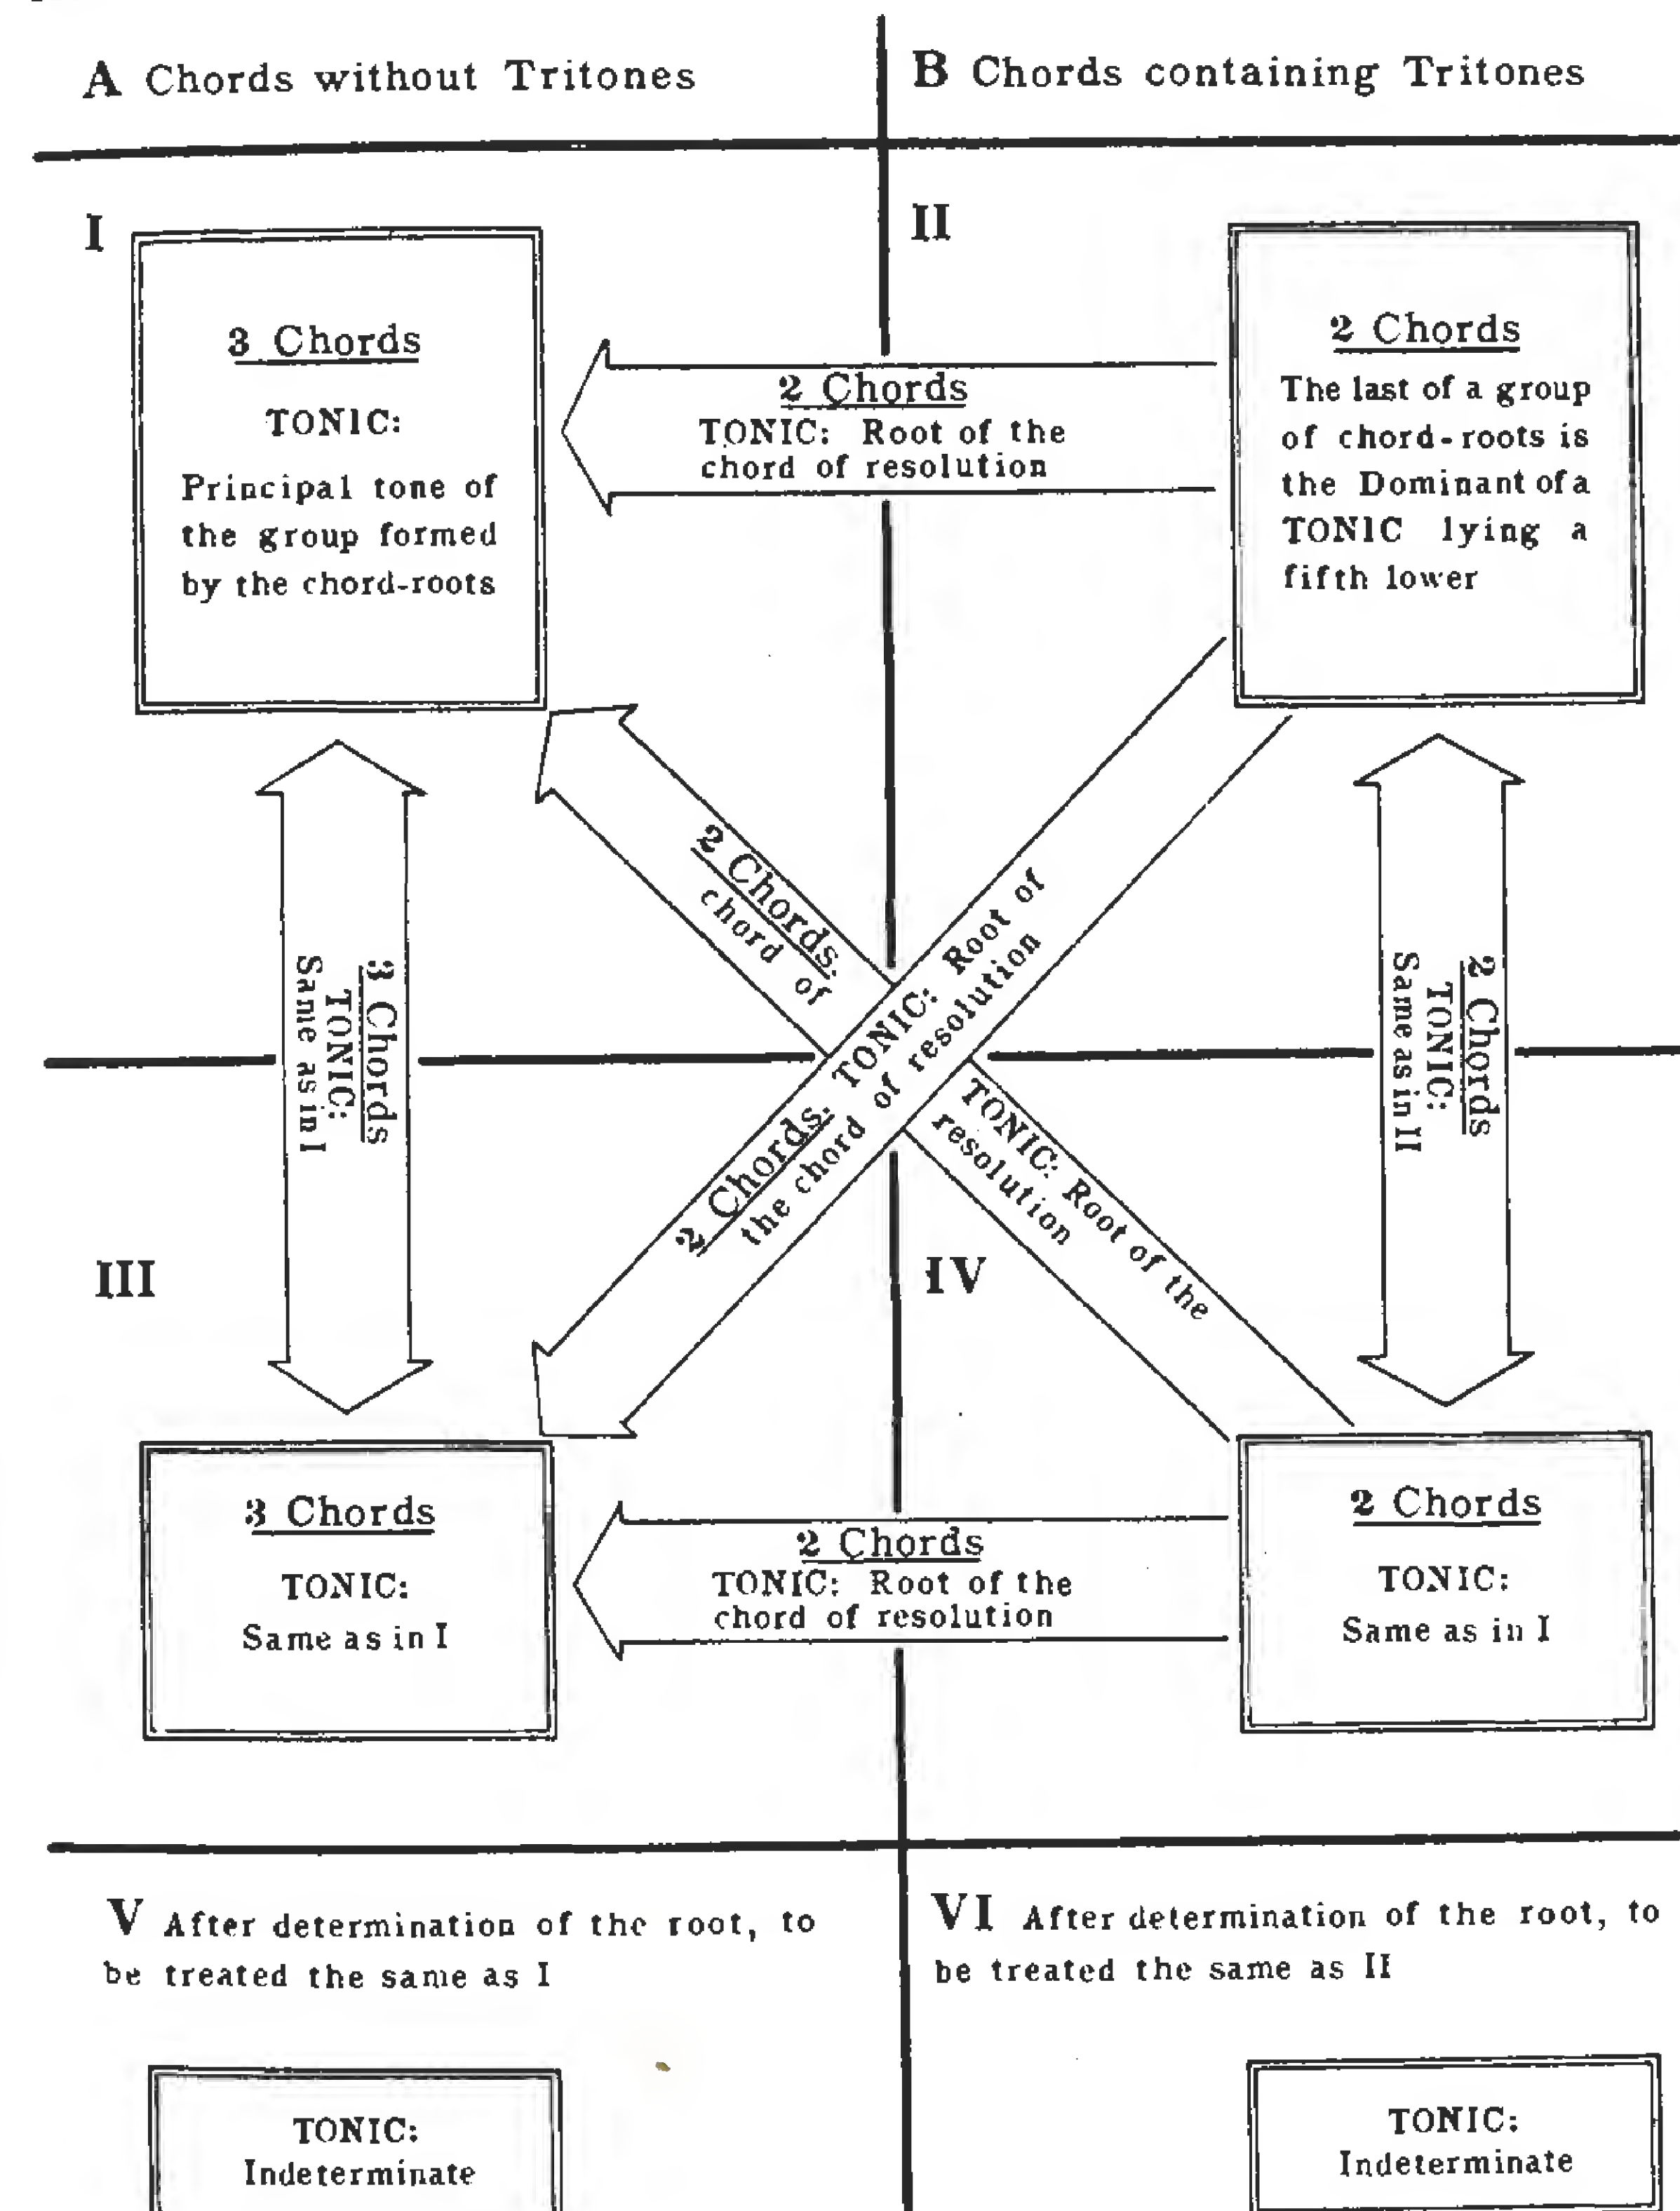 A Chords without Tritones
B Chords containing Tritones
I
3 Chords
TONIC:
Principal tone of
the group formed
by the chord-roots
2 Chords
TONIC: Root of the
chord of resolution
II
2 Chords
The last of a group
of chord-roots is
the Dominant of a
TONIC lying a
fifth lower
3 Chords
TONIC:
Same as in I
2 Chords. TONIC: Root of the
chord of resolution
2 Chords. TONIC: Root of
the chord of resolution
2 Chords
TONIC:
Same as in II
III
3 Chords
TONIC:
Same as in I
2 Chords
TONIC: Root of the
chord of resolution
IV
2 Chords
TONIC:
Same as in I
V After determination of the root, to
be treated the same as I
TONIC:
Indeterminate
VI After determination of the root, to
be treated the same as II
TONIC:
Indeterminate